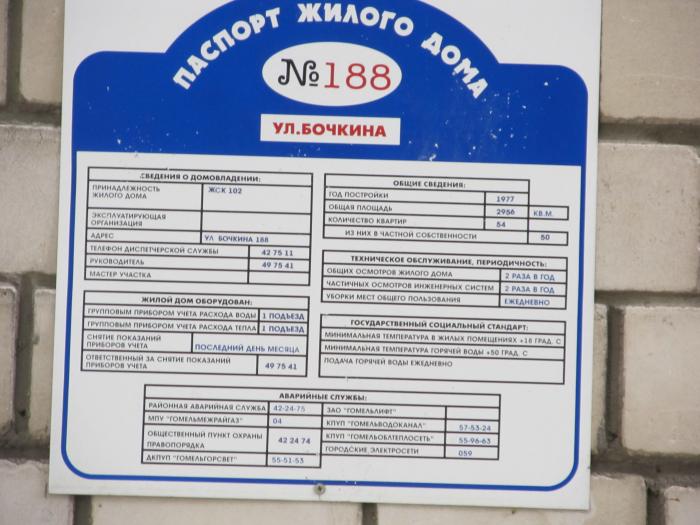 ПАСПОРТ ЖИЛОГО ДОМА
№188
УЛ.БОЧКИНА
СВЕДЕНИЯ О ДОМОВЛАДЕНИИ:
ПРИНАДЛЕЖНОСТЬ ЖСК 102
ЖИЛОГО ДОМА
ЭКСПЛУАТИРУЮЩАЯ
ОРГАНИЗАЦИЯ
АДРЕС УЛ БОЧКИНА 188
ТЕЛЕФОН ДИСПЕТЧЕРСКОЙ СЛУЖБЫ 42 75 11
РУКОВОДИТЕЛЬ 49 75 41
МАСТЕР УЧАСТКА
ЖИЛОЙ ДОМ ОБОРУДОВАН:
ГРУППОВЫМ ПРИБОРОМ УЧЕТА РАСХОДА ВОДЫ 1 ПОДЪЕЗД
ГРУППОВЫМ ПРИБОРОМ УЧЕТА РАСХОДА ТЕПЛА 1 ПОДЪЕЗД
СНЯТИЕ ПОКАЗАНИЙ
ПРИБОРОВ УЧЕТА ПОСЛЕДНИЙ ДЕНЬ МЕСЯЦА
ОТВЕТСТВЕННЫЙ ЗА СНЯТИЕ ПОКАЗАНИЙ
ПРИБОРОВ УЧЕТА 49 75 41
ОБЩИЕ СВЕДЕНИЯ:
ГОД ПОСТРОЙКИ 1977
ОБЩАЯ ПЛОЩАДЬ 2956 КВ.М.
КОЛИЧЕСТВО КВАРТИР 54
ИЗ НИХ В ЧАСТНОЙ СОБСТВЕННОСТИ 50
ТЕХНИЧЕСКОЕ ОБСЛУЖИВАНИЕ, ПЕРИОДИЧНОСТЬ:
ОБЩИХ ОСМОТРОВ ЖИЛОГО ДОМА 2 РАЗА В ГОД
ЧАСТИЧНЫХ ОСМОТРОВ ИНЖЕНЕРНЫХ СИСТЕМ 2 РАЗА В ГОД
УБОРКИ МЕСТ ОБЩЕГО ПОЛЬЗОВАНИЯ ЕЖЕДНЕВНО
ГОСУДАРСТВЕННЫЙ СОЦИАЛЬНЫЙ СТАНДАРТ:
МИНИМАЛЬНАЯ ТЕМПЕРАТУРА В ЖИЛЫХ ПОМЕЩЕНИЯХ +18 ГРАД. С
МИНИМАЛЬНАЯ ТЕМПЕРАТУРА ГОРЯЧЕЙ ВОДЫ +50 ГРАД. С
ПОДАЧА ГОРЯЧЕЙ ВОДЫ ЕЖЕДНЕВНО
АВАРИЙНЫЕ СЛУЖБЫ:
РАЙОННАЯ АВАРИЙНАЯ СЛУЖБА 42-24-75
МПУ "ГОМЕЛЬМЕЖРАЙГАЗ" 04
ОБЩЕСТВЕННЫЙ ПУНКТ ОХРАНЫ
ПРАВОПОРЯДКА 42 24 74
ДКПУП "ГОМЕЛЬГОРСВЕТ" 55-51-53
ЗАО "ГОМЕЛЬЛИФТ"
КПУП "ГОМЕЛЬВОДОКАНАЛ" 57-53-24
КПУП "ГОМЕЛЬОБЛТЕПЛОСЕТЬ" 55-96-63
ГОРОДСКИЕ ЭЛЕКТРОСЕТИ 059